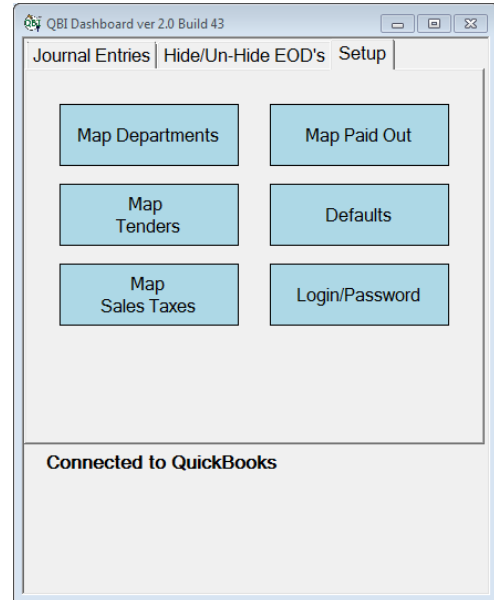 QBI Dashboard ver 2.0 Build 43
Journal Entries Hide/Un-Hide EOD's Setup
Map Departments Map Paid Out
Map
Tenders
Defaults
Map
Sales Taxes
Login/Password
Connected to QuickBooks